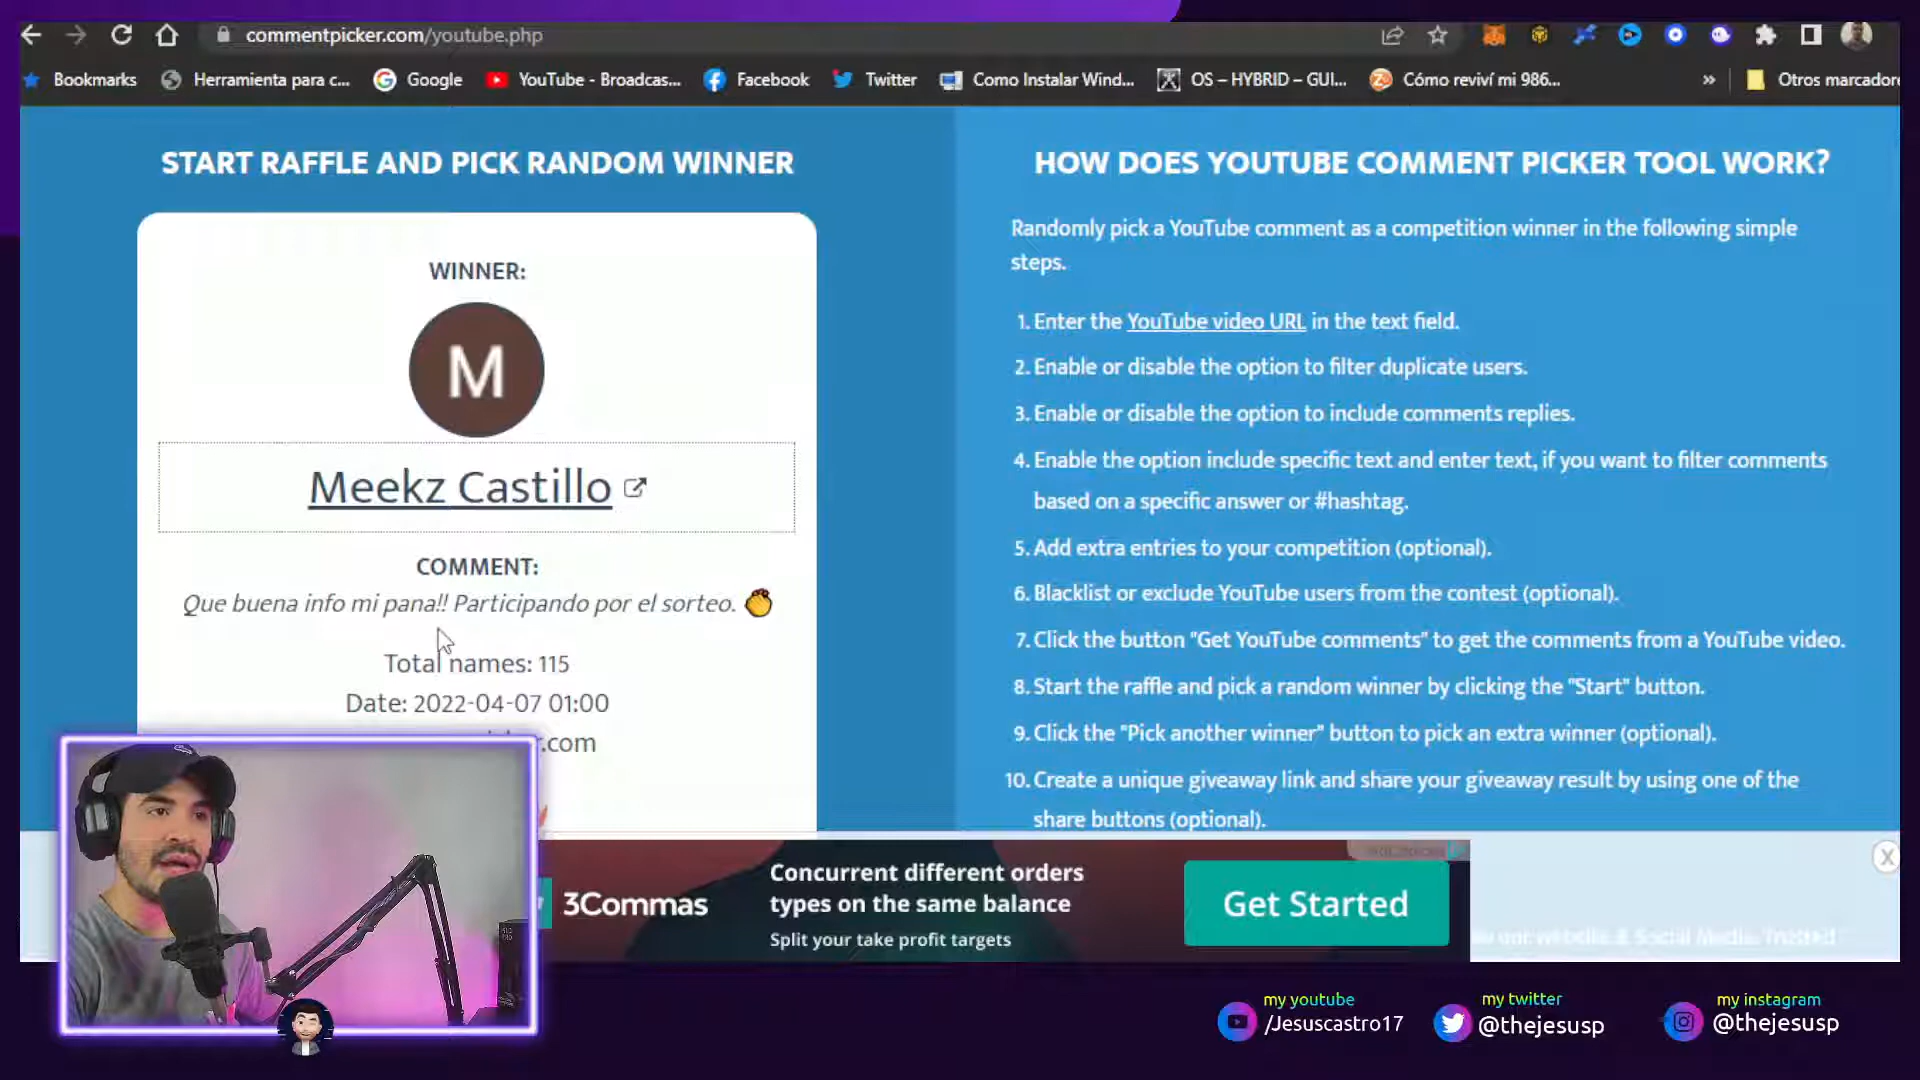 commentpicker.com/youtube.php
Bookmarks
Herramienta para c...
Google
YouTube - Broadcas...
Facebook
Twitter
Como Instalar Wind...
OS – HYBRID – GUI...
Cómo reviví mi 986...
»
Otros marcadore
START RAFFLE AND PICK RANDOM WINNER
WINNER:
M
Meekz Castillo
COMMENT:
Que buena info mi pana!! Participando por el sorteo. 👏
Total names: 115
Date: 2022-04-07 01:00
.com
HOW DOES YOUTUBE COMMENT PICKER TOOL WORK?
Randomly pick a YouTube comment as a competition winner in the following simple
steps.
1. Enter the YouTube video URL in the text field.
2. Enable or disable the option to filter duplicate users.
3. Enable or disable the option to include comments replies.
4. Enable the option include specific text and enter text, if you want to filter comments
based on a specific answer or #hashtag.
5. Add extra entries to your competition (optional).
6. Blacklist or exclude YouTube users from the contest (optional).
7. Click the button "Get YouTube comments" to get the comments from a YouTube video.
8. Start the raffle and pick a random winner by clicking the "Start" button.
9. Click the "Pick another winner" button to pick an extra winner (optional).
10. Create a unique giveaway link and share your giveaway result by using one of the
share buttons (optional).
3Commas
Concurrent different orders
types on the same balance
Split your take profit targets
Get Started
our website & Social Media. Trusted
my youtube
/Jesuscastro17
my twitter
@thejesusp
my instagram
@thejesusp